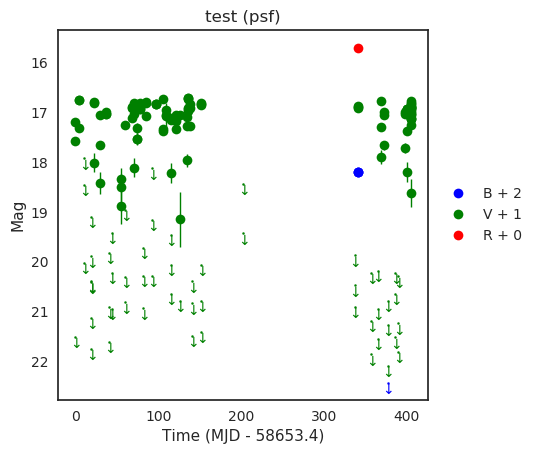 test (psf)
16
17
18
19
20
21
22
Mag
0
100
200
300
400
Time (MJD - 58653.4)
B + 2
V + 1
R + 0